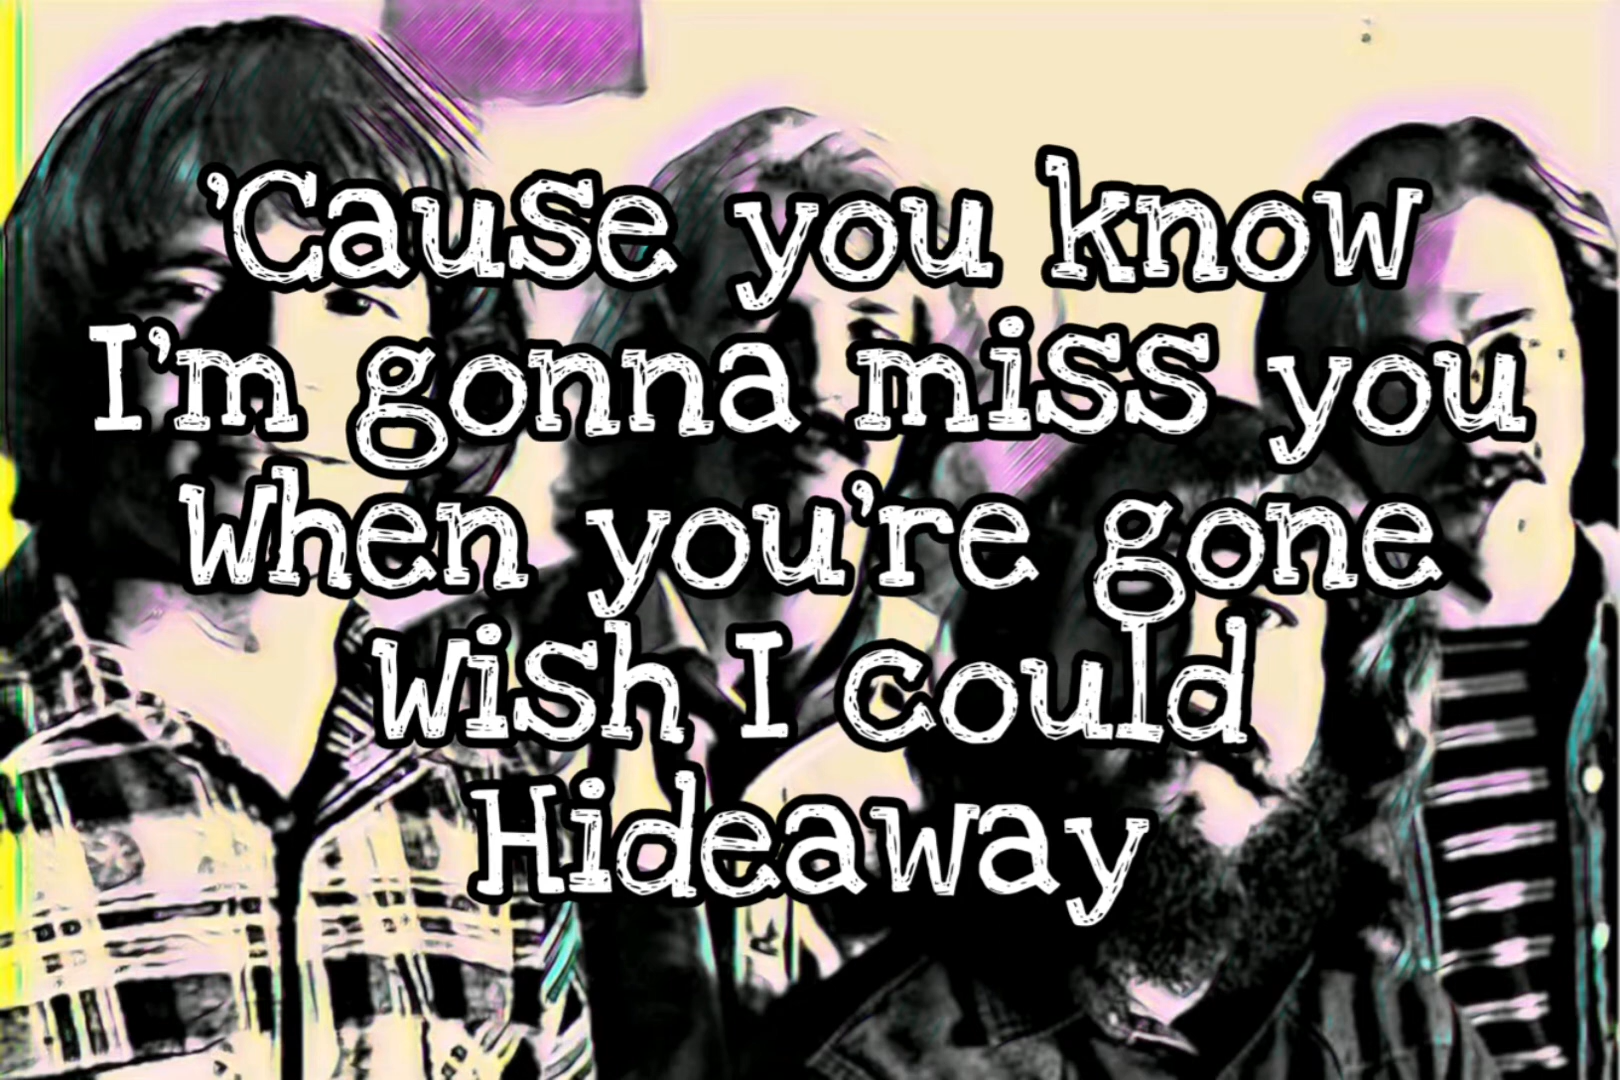 ’Cause you know
I’m gonna miss you
When you’re gone
Wish I could
Hideaway